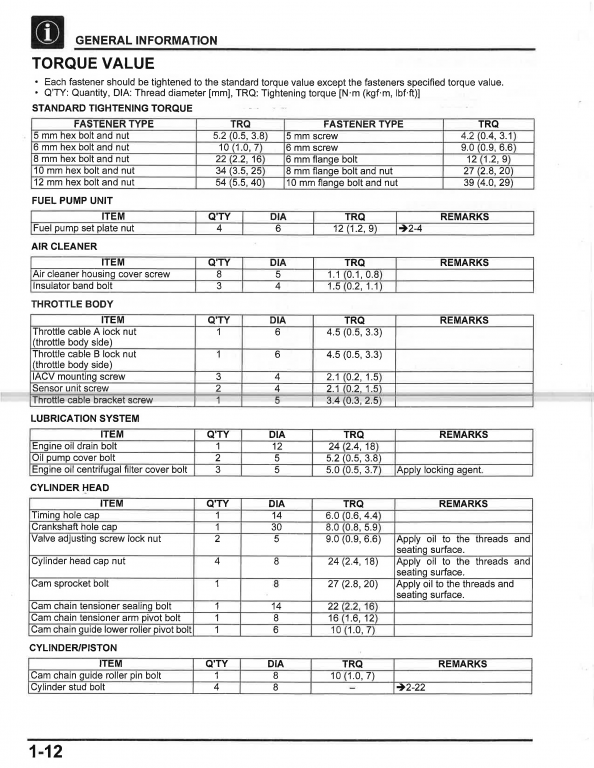 i
GENERAL INFORMATION
TORQUE VALUE
• Each fastener should be tightened to the standard torque value except the fasteners specified torque value.
• Q'TY: Quantity, DIA: Thread diameter [mm], TRQ: Tightening torque [N·m (kgf·m, lbf·ft)]
STANDARD TIGHTENING TORQUE
FASTENER TYPE TRQ FASTENER TYPE TRQ
5 mm hex bolt and nut 5.2 (0.5, 3.8) 5 mm screw 4.2 (0.4, 3.1)
6 mm hex bolt and nut 10 (1.0, 7) 6 mm screw 9.0 (0.9, 6.6)
8 mm hex bolt and nut 22 (2.2, 16) 6 mm flange bolt 12 (1.2, 9)
10 mm hex bolt and nut 34 (3.5, 25) 8 mm flange bolt and nut 27 (2.8, 20)
12 mm hex bolt and nut 54 (5.5, 40) 10 mm flange bolt and nut 39 (4.0, 29)
FUEL PUMP UNIT
ITEM Q'TY DIA TRQ REMARKS
Fuel pump set plate nut 4 6 12 (1.2, 9) ➔2-4
AIR CLEANER
ITEM Q'TY DIA TRQ REMARKS
Air cleaner housing cover screw 8 5 1.1 (0.1, 0.8)
Insulator band bolt 3 4 1.5 (0.2, 1.1)
THROTTLE BODY
ITEM Q'TY DIA TRQ REMARKS
Throttle cable A lock nut 1 6 4.5 (0.5, 3.3)
(throttle body side)
Throttle cable B lock nut 1 6 4.5 (0.5, 3.3)
(throttle body side)
IACV mounting screw 3 4 2.1 (0.2, 1.5)
Sensor unit screw 2 4 2.1 (0.2, 1.5)
Throttle cable bracket screw 1 5 3.4 (0.3, 2.5)
LUBRICATION SYSTEM
ITEM Q'TY DIA TRQ REMARKS
Engine oil drain bolt 1 12 24 (2.4, 18)
Oil pump cover bolt 2 5 5.2 (0.5, 3.8)
Engine oil centrifugal filter cover bolt 3 5 5.0 (0.5, 3.7) Apply locking agent.
CYLINDER HEAD
ITEM Q'TY DIA TRQ REMARKS
Timing hole cap 1 14 6.0 (0.6, 4.4)
Crankshaft hole cap 1 30 8.0 (0.8, 5.9)
Valve adjusting screw lock nut 2 5 9.0 (0.9, 6.6) Apply oil to the threads and
seating surface.
Cylinder head cap nut 4 8 24 (2.4, 18) Apply oil to the threads and
seating surface.
Cam sprocket bolt 1 8 27 (2.8, 20) Apply oil to the threads and
seating surface.
Cam chain tensioner sealing bolt 1 14 22 (2.2, 16)
Cam chain tensioner arm pivot bolt 1 8 16 (1.6, 12)
Cam chain guide lower roller pivot bolt 1 6 10 (1.0, 7)
CYLINDER/PISTON
ITEM Q'TY DIA TRQ REMARKS
Cam chain guide roller pin bolt 1 8 10 (1.0, 7)
Cylinder stud bolt 4 8 – ➔2-22
1-12